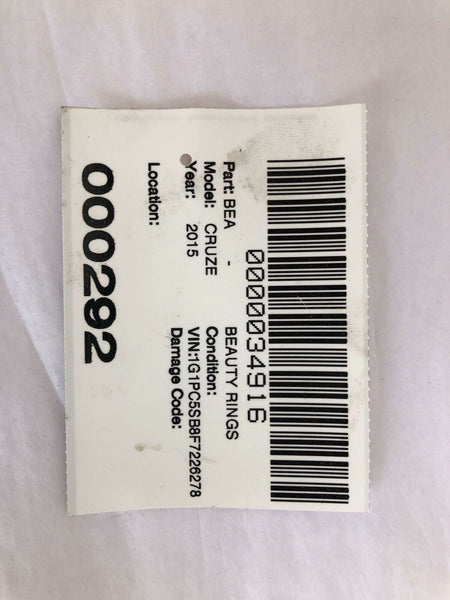 0000034916
Part: BEA - BEAUTY RINGS
Model: CRUZE Condition:
Year: 2015 VIN:1G1PC5SB8F7226278
Damage Code:
Location:
000292